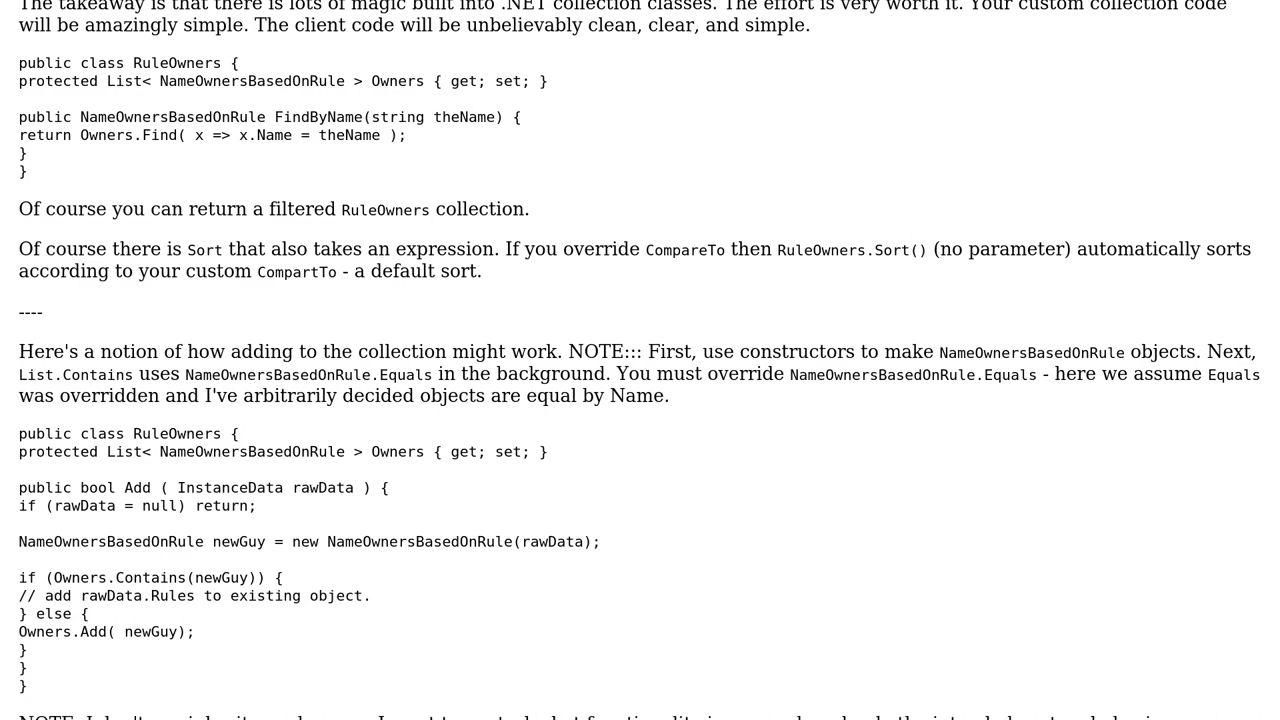 The takeaway is that there is lots of magic built into .NET collection classes. The effort is very worth it. Your custom collection code
will be amazingly simple. The client code will be unbelievably clean, clear, and simple.
public class RuleOwners {
protected List< NameOwnersBasedOnRule > Owners { get; set; }
public NameOwnersBasedOnRule FindByName(string theName) {
return Owners.Find( x => x.Name = theName );
}
}
Of course you can return a filtered RuleOwners collection.
Of course there is Sort that also takes an expression. If you override CompareTo then RuleOwners.Sort() (no parameter) automatically sorts
according to your custom CompartTo - a default sort.
----
Here's a notion of how adding to the collection might work. NOTE::: First, use constructors to make NameOwnersBasedOnRule objects. Next,
List.Contains uses NameOwnersBasedOnRule.Equals in the background. You must override NameOwnersBasedOnRule.Equals - here we assume Equals
was overridden and I've arbitrarily decided objects are equal by Name.
public class RuleOwners {
protected List< NameOwnersBasedOnRule > Owners { get; set; }
public bool Add ( InstanceData rawData ) {
if (rawData = null) return;
NameOwnersBasedOnRule newGuy = new NameOwnersBasedOnRule(rawData);
if (Owners.Contains(newGuy)) {
// add rawData.Rules to existing object.
} else {
Owners.Add( newGuy);
}
}
}